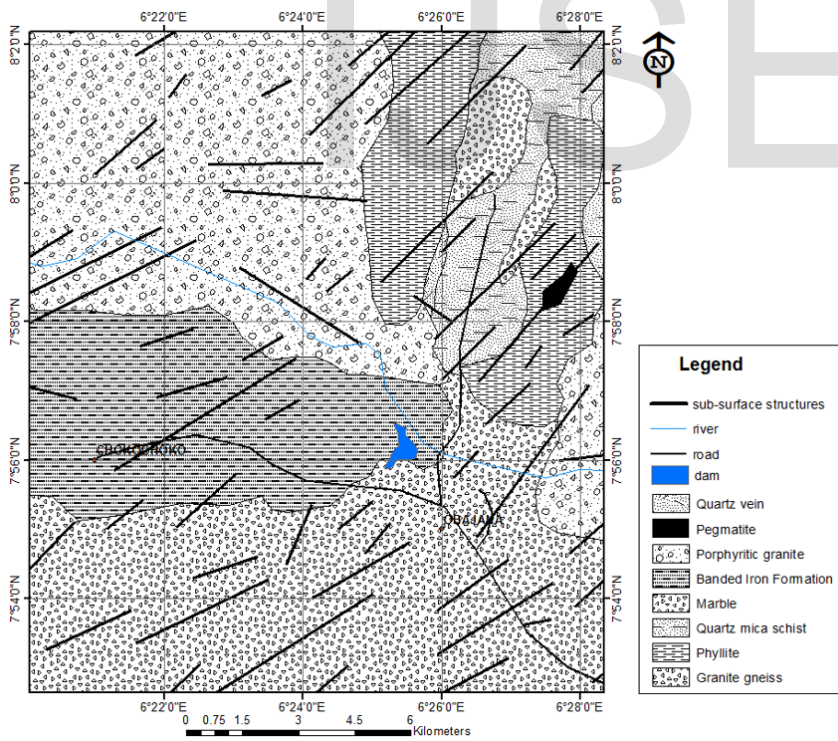 6°22'0"E 6°24'0"E 6°26'0"E 6°28'0"E
8°2'0"N 8°2'0"N
N
8°0'0"N 8°0'0"N
7°58'0"N 7°58'0"N
CHOKOCHOKO
7°56'0"N 7°56'0"N
OBAJANA
7°54'0"N 7°54'0"N
6°22'0"E 6°24'0"E 6°26'0"E 6°28'0"E
0 0.75 1.5 3 4.5 6
Kilometers
Legend
sub-surface structures
river
road
dam
Quartz vein
Pegmatite
Porphyritic granite
Banded Iron Formation
Marble
Quartz mica schist
Phyllite
Granite gneiss